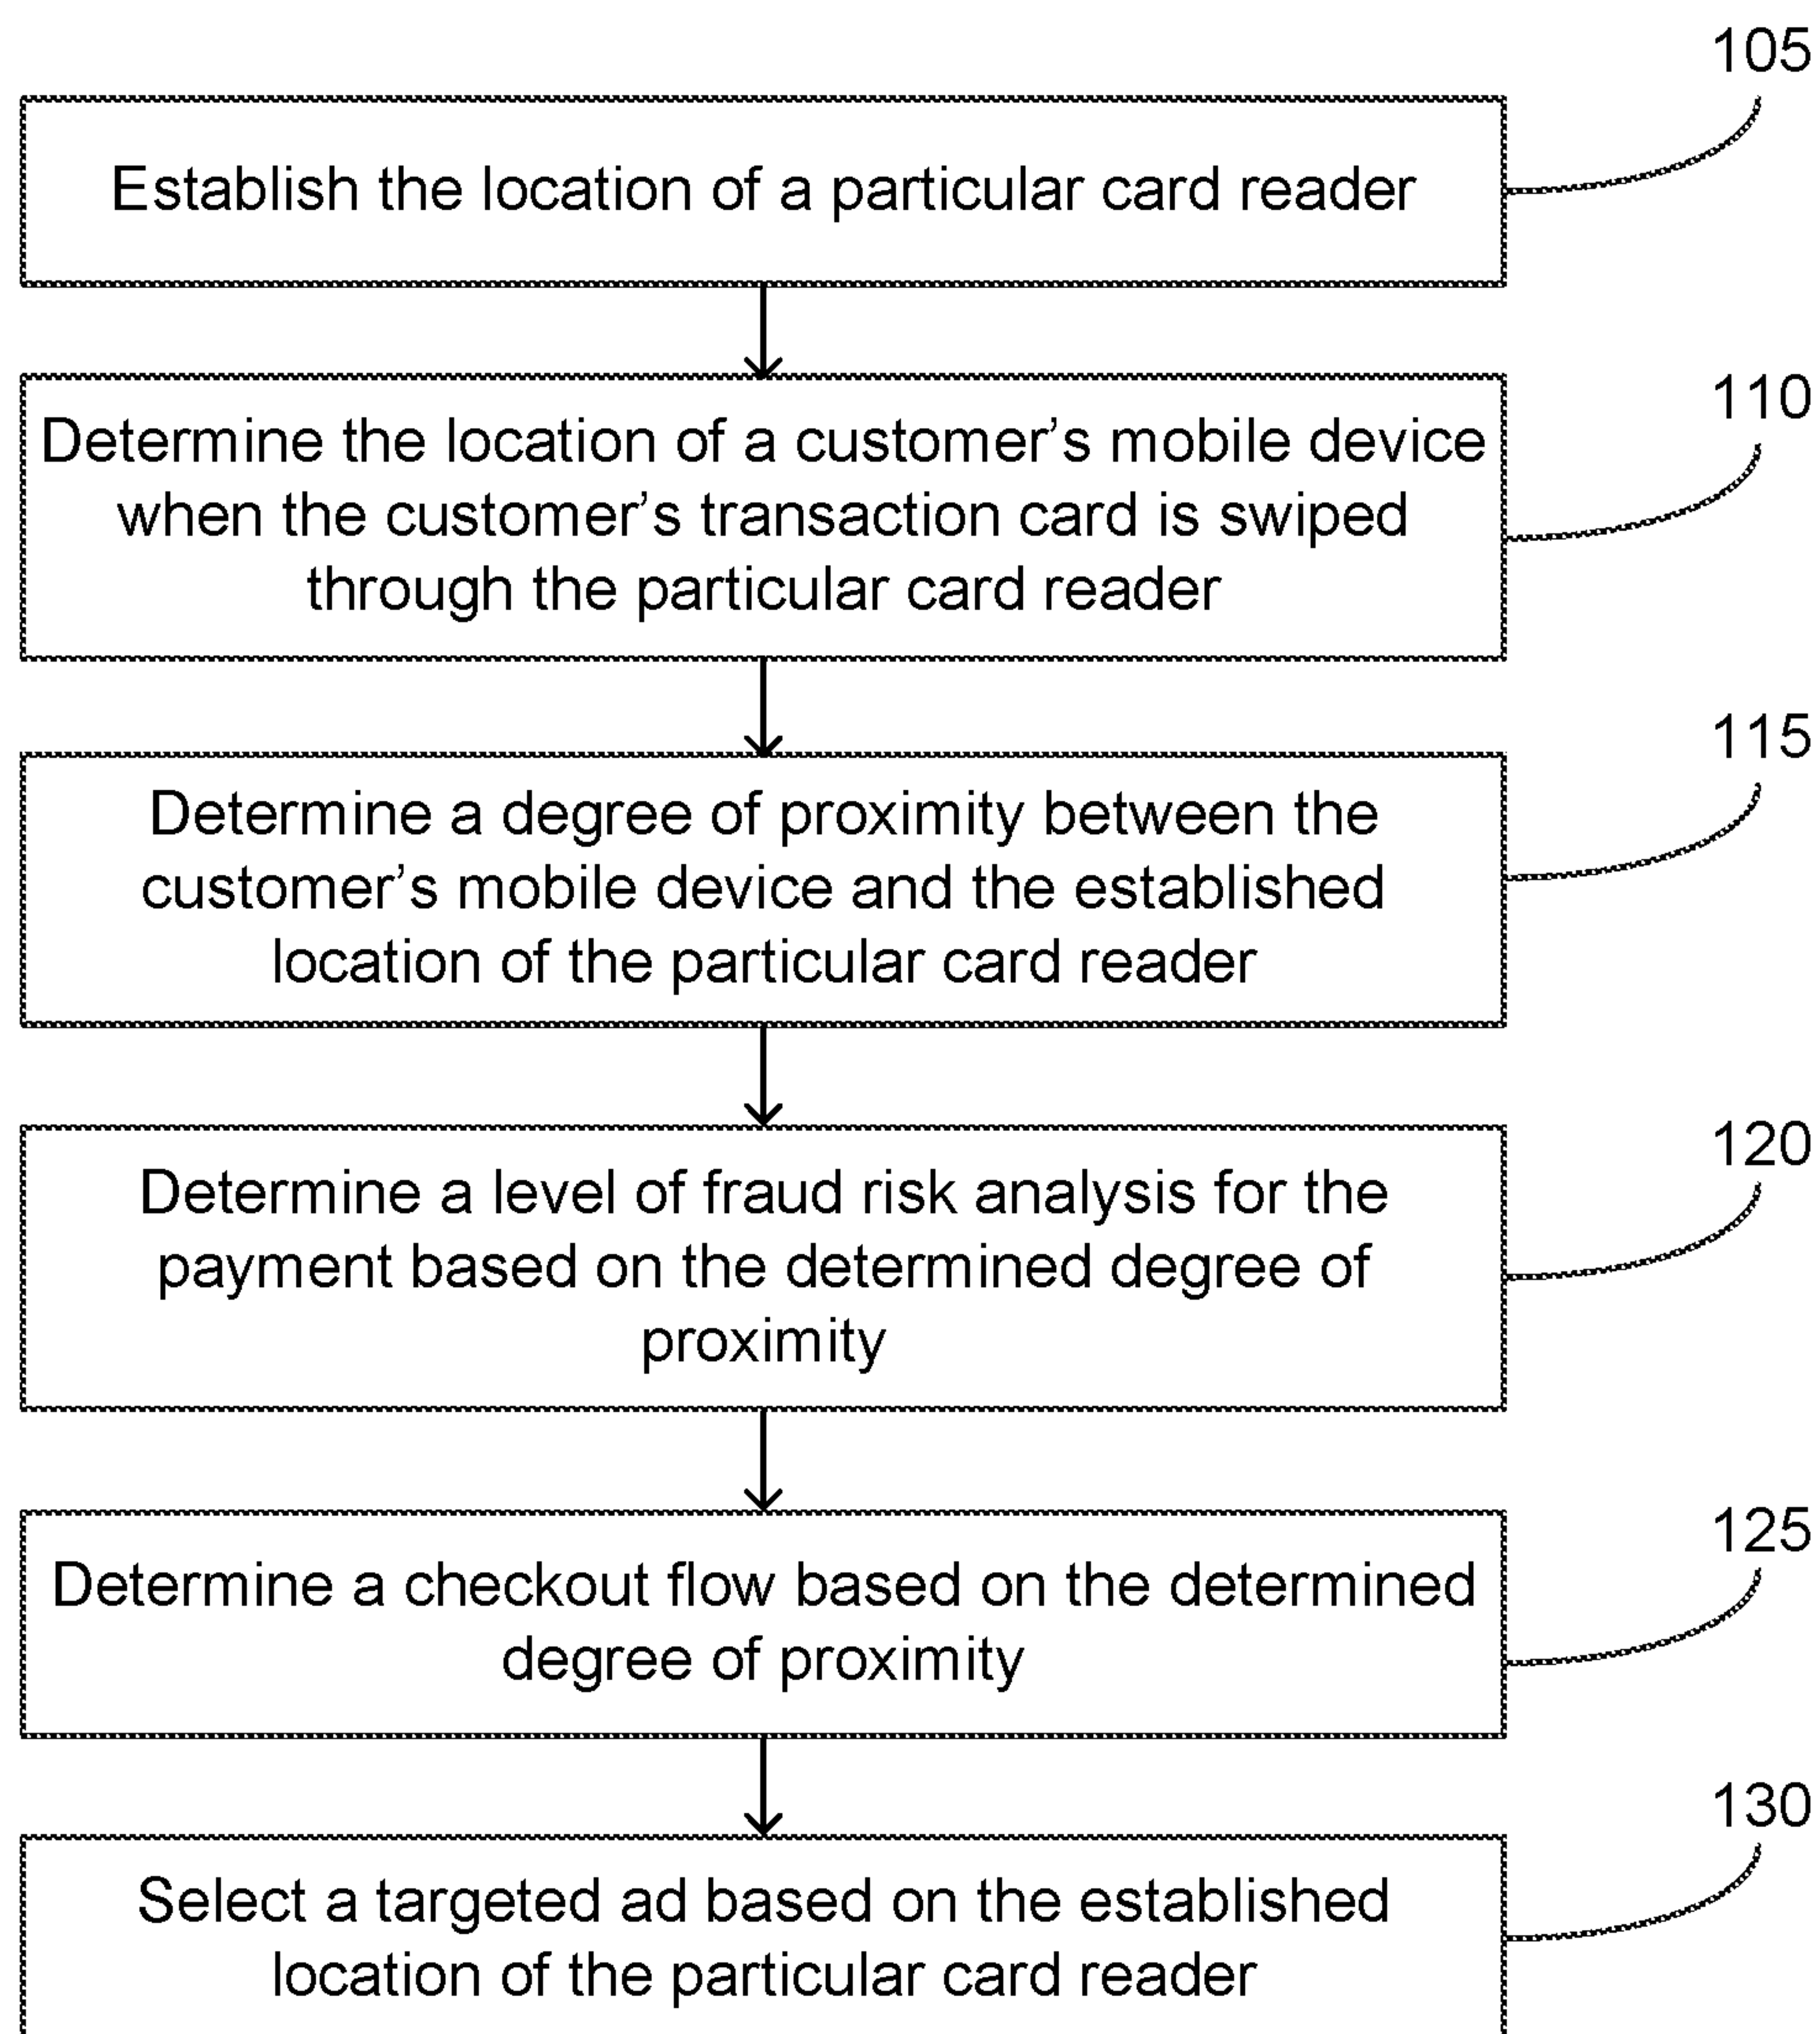 105
Establish the location of a particular card reader
110
Determine the location of a customer’s mobile device
when the customer’s transaction card is swiped
through the particular card reader
115
Determine a degree of proximity between the
customer’s mobile device and the established
location of the particular card reader
120
Determine a level of fraud risk analysis for the
payment based on the determined degree of
proximity
125
Determine a checkout flow based on the determined
degree of proximity
130
Select a targeted ad based on the established
location of the particular card reader